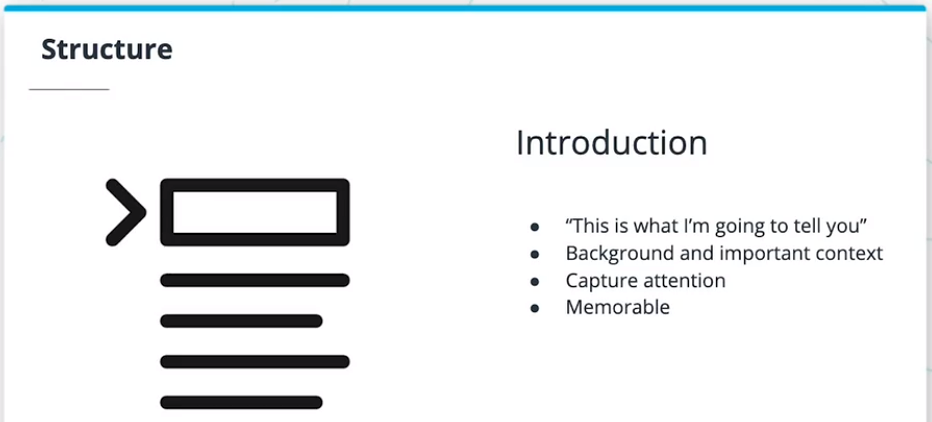 Structure
Introduction
● “This is what I’m going to tell you”
● Background and important context
● Capture attention
● Memorable